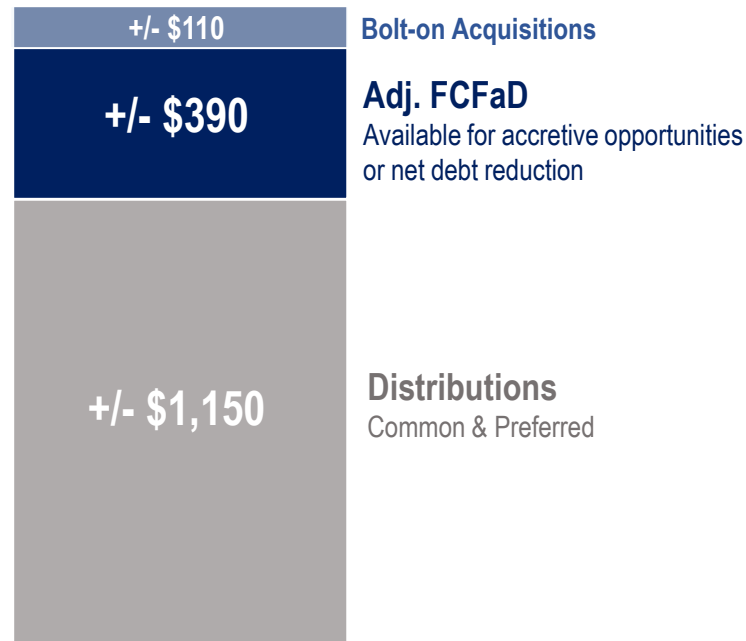 +/- $110
Bolt-on Acquisitions
+/- $390
Adj. FCFaD
Available for accretive opportunities
or net debt reduction
+/- $1,150
Distributions
Common & Preferred